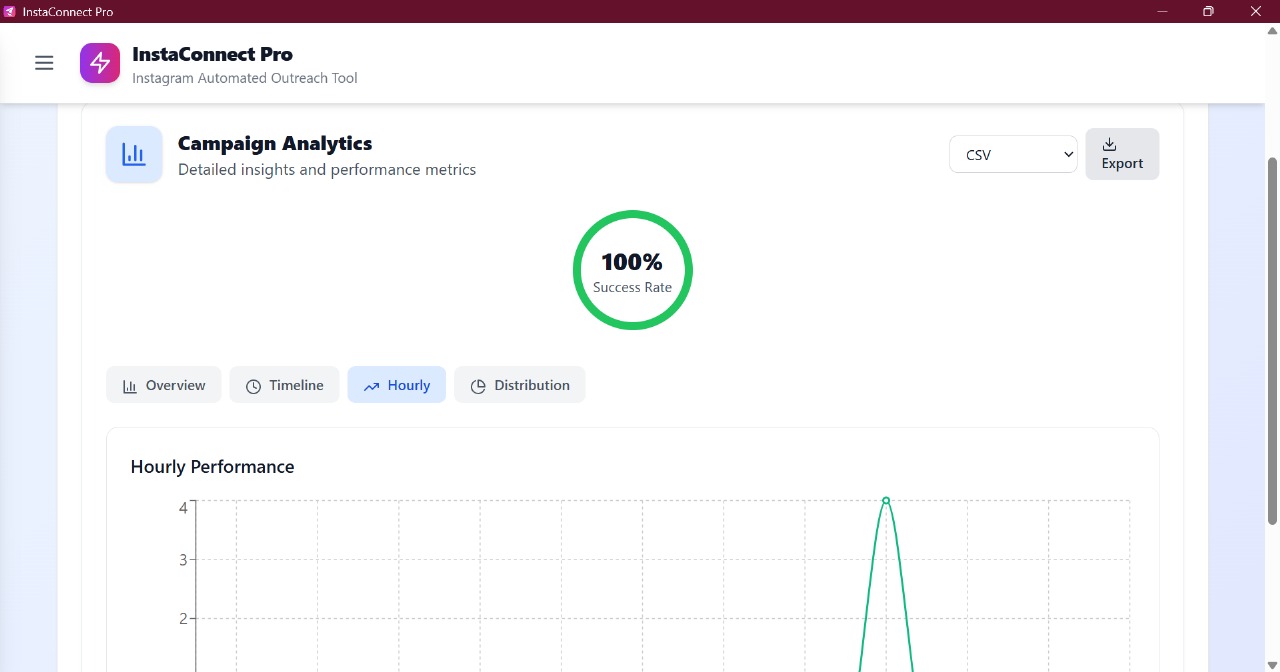 InstaConnect Pro
InstaConnect Pro
Instagram Automated Outreach Tool
Campaign Analytics
Detailed insights and performance metrics
CSV
Export
100%
Success Rate
Overview
Timeline
Hourly
Distribution
Hourly Performance
4
3
2